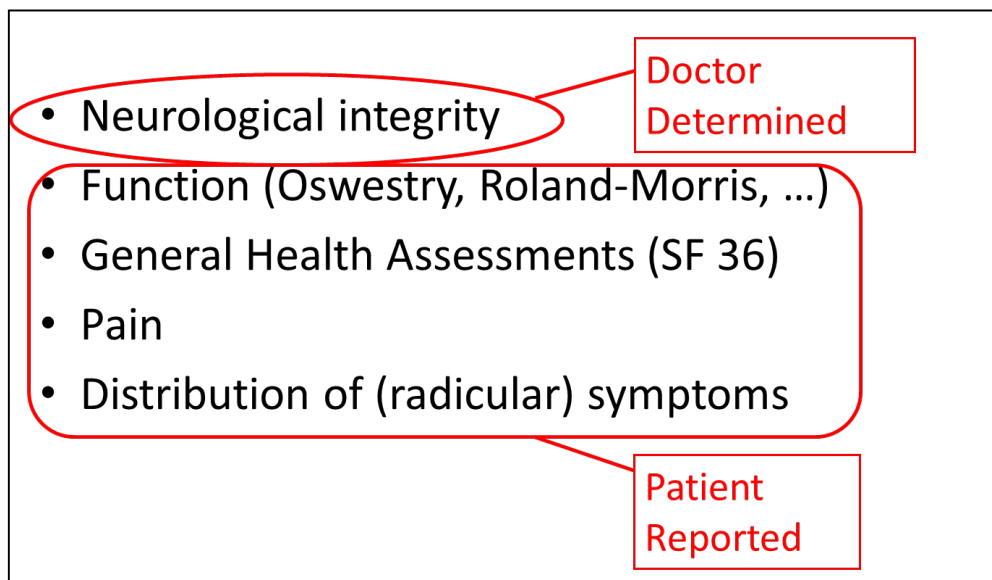 Doctor
Determined
• Neurological integrity
• Function (Oswestry, Roland-Morris, ...)
• General Health Assessments (SF 36)
• Pain
• Distribution of (radicular) symptoms
Patient
Reported